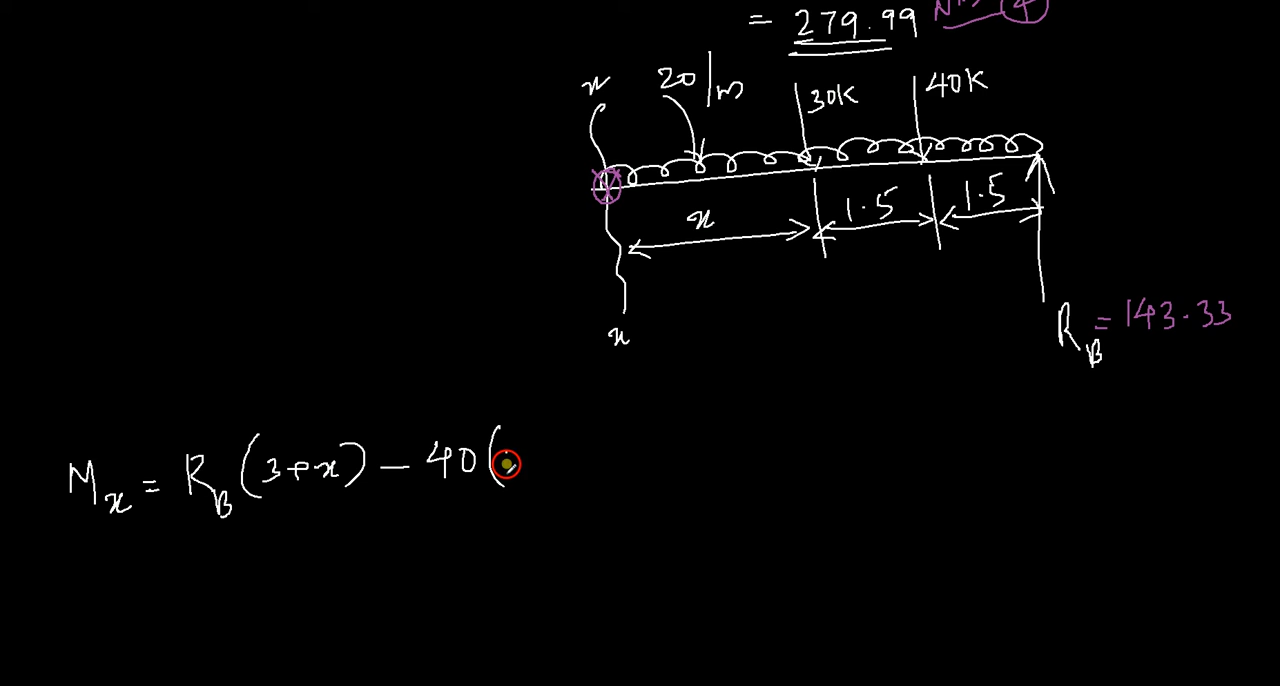 = 279.99
x 20/m 30K 40K
x 1.5 1.5
x
R_B = 143.33
M_x = R_B (3+x) - 40(